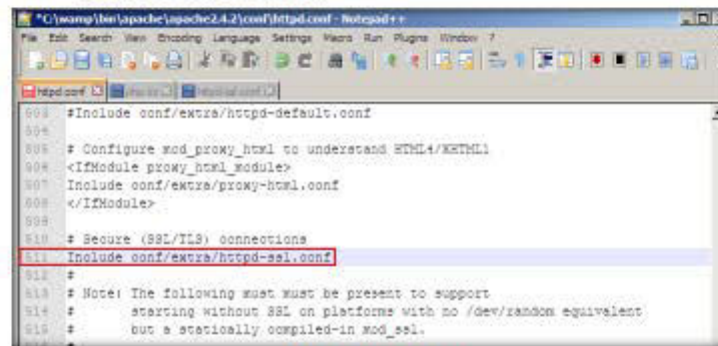 *C:\wamp\bin\apache\apache2.4.2\conf\httpd.conf - Notepad++
File Edit Search View Encoding Language Settings Macro Run Plugins Window ?
httpd.conf
#Include conf/extra/httpd-default.conf
# Configure mod_proxy_html to understand HTML4/XHTML1
<IfModule proxy_html_module>
Include conf/extra/proxy-html.conf
</IfModule>
# Secure (SSL/TLS) connections
511 Include conf/extra/httpd-ssl.conf
#
# Note: The following must must be present to support
# starting without SSL on platforms with no /dev/random equivalent
# but a statically compiled-in mod_ssl.